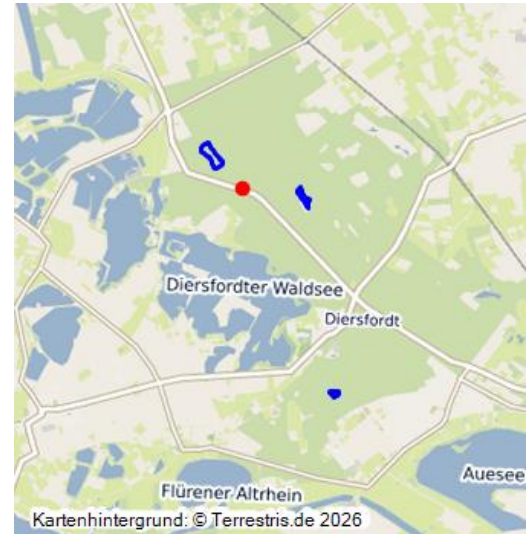 Diersfordter Waldsee
Diersfordt
Auesee
Flürener Altrhein
Kartenhintergrund: © Terrestris.de 2026